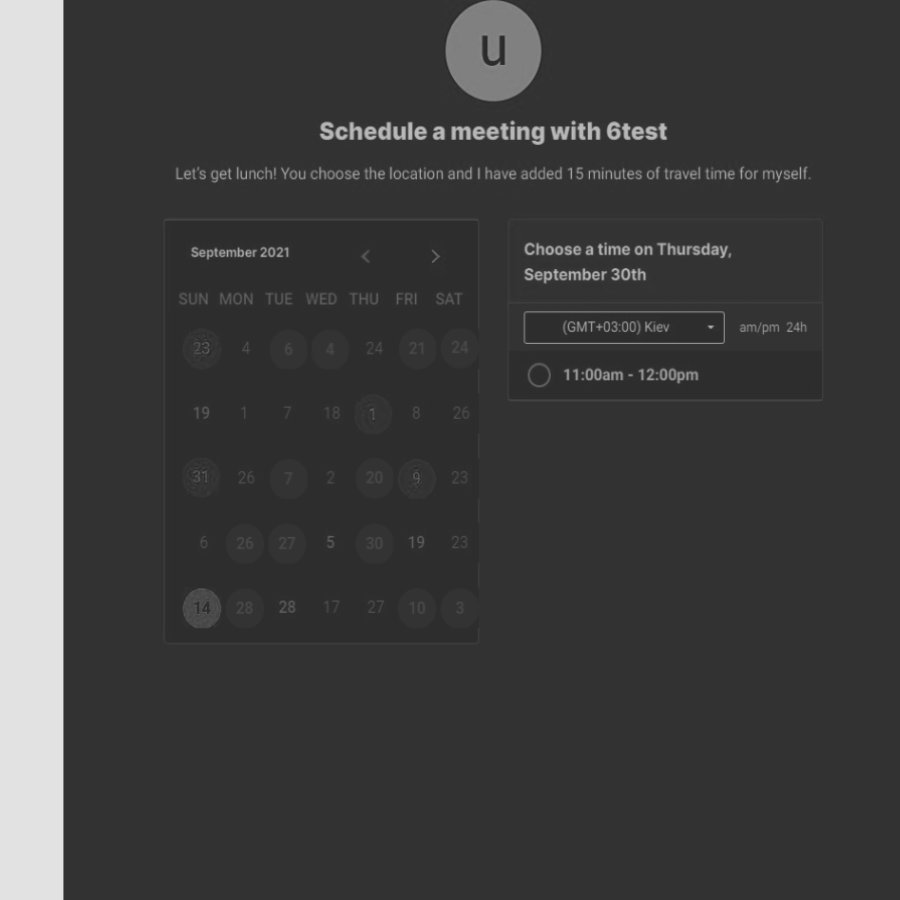 u
Schedule a meeting with 6test
Let's get lunch! You choose the location and I have added 15 minutes of travel time for myself.
September 2021
SUN MON TUE WED THU FRI SAT
23 4 6 4 24 21 24
19 1 7 18 1 8 26
31 26 7 2 20 9 23
6 26 27 5 30 19 23
14 28 28 17 27 10 3
Choose a time on Thursday,
September 30th
(GMT+03:00) Kiev am/pm 24h
11:00am - 12:00pm